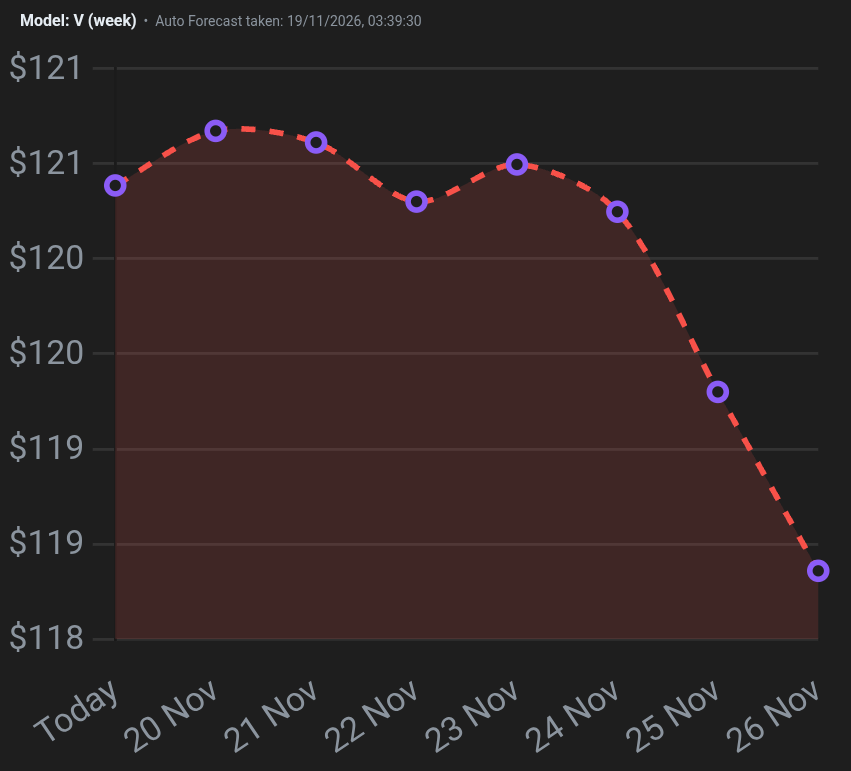 Model: V (week) • Auto Forecast taken: 19/11/2026, 03:39:30
$121
$121
$120
$120
$119
$119
$118
Today
20 Nov
21 Nov
22 Nov
23 Nov
24 Nov
25 Nov
26 Nov